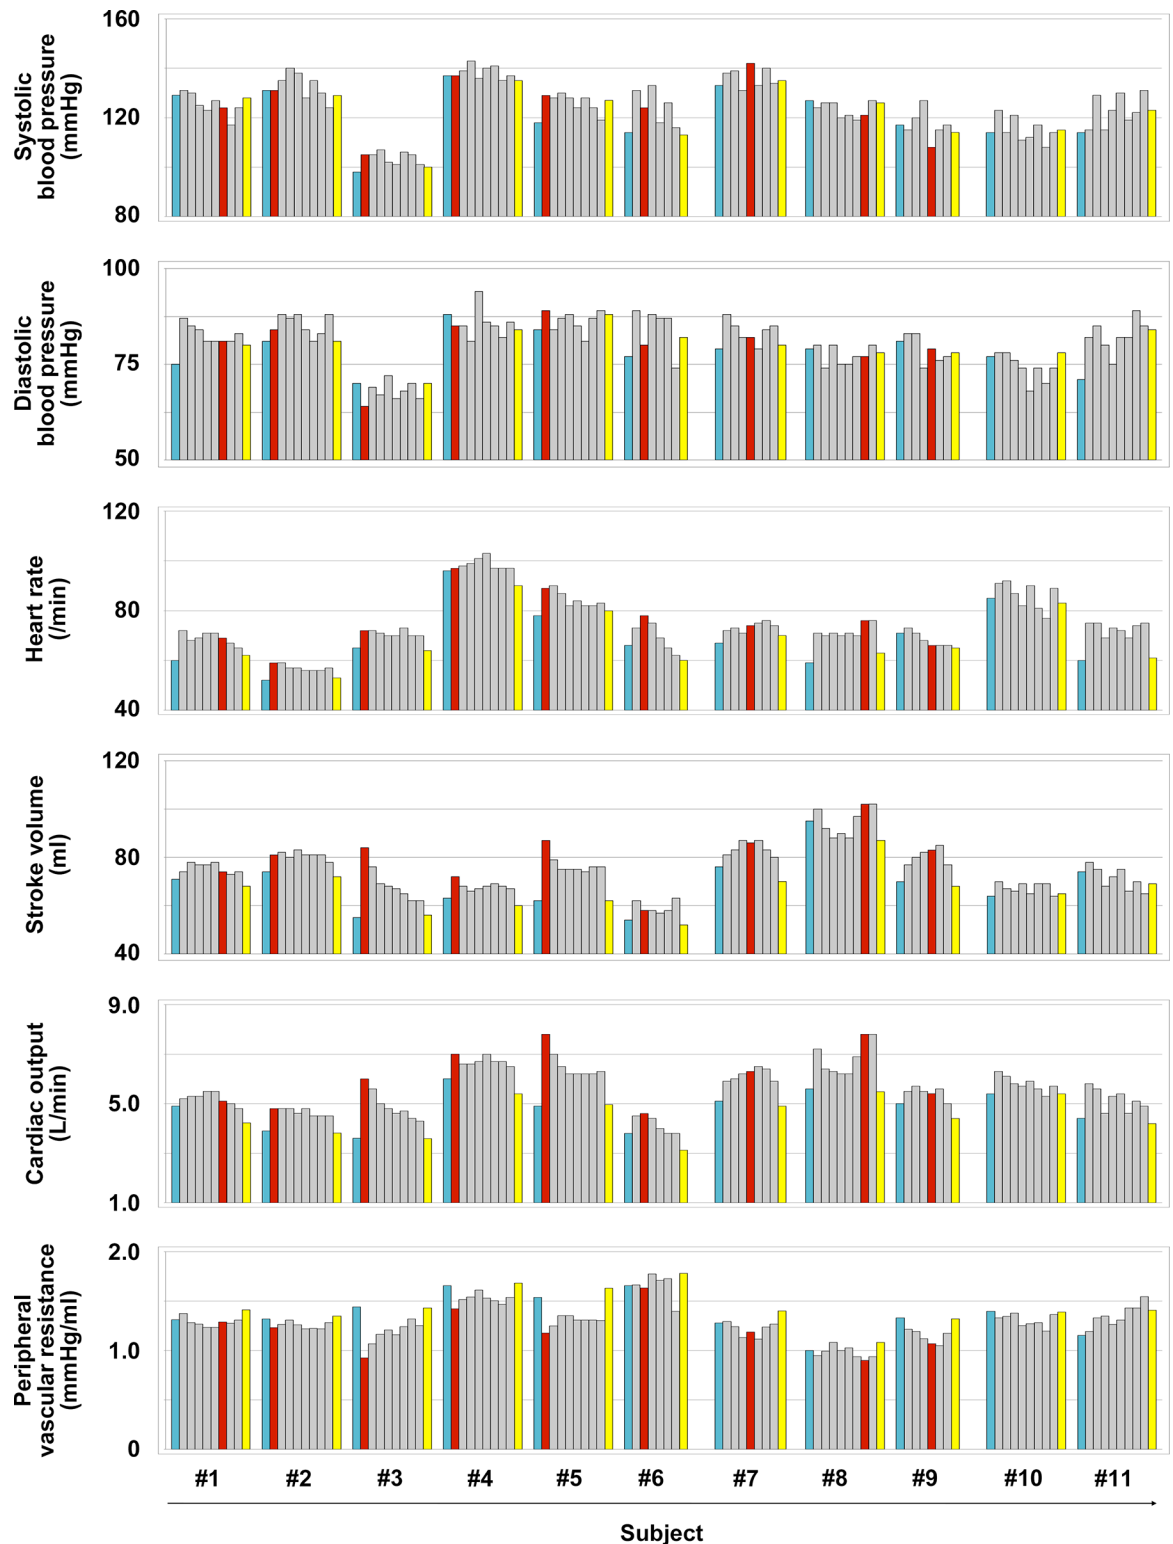 Systolic
blood pressure
(mmHg)
160
120
80
Diastolic
blood pressure
(mmHg)
100
75
50
Heart rate
(/min)
120
80
40
Stroke volume
(ml)
120
80
40
Cardiac output
(L/min)
9.0
5.0
1.0
Peripheral
vascular resistance
(mmHg/ml)
2.0
1.0
0
#1 #2 #3 #4 #5 #6 #7 #8 #9 #10 #11
Subject